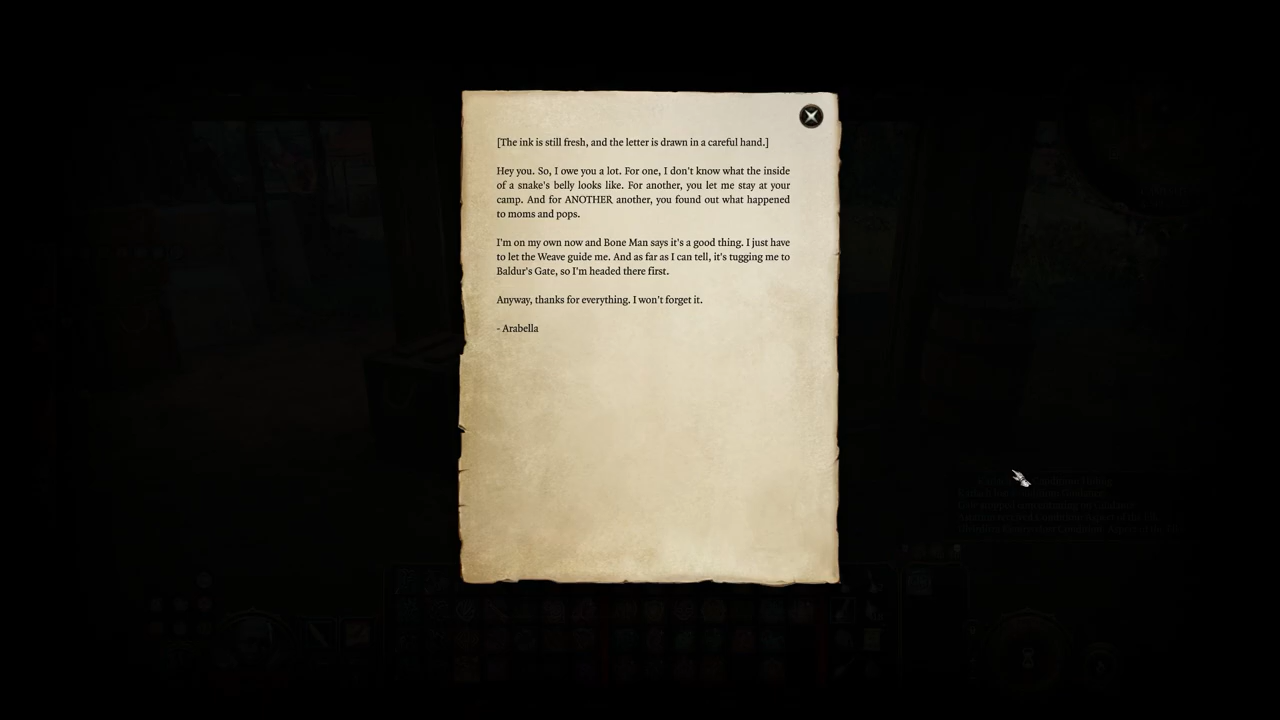 [The ink is still fresh, and the letter is drawn in a careful hand.]
Hey you. So, I owe you a lot. For one, I don't know what the inside
of a snake's belly looks like. For another, you let me stay at your
camp. And for ANOTHER another, you found out what happened
to moms and pops.
I'm on my own now and Bone Man says it's a good thing. I just have
to let the Weave guide me. And as far as I can tell, it's tugging me to
Baldur's Gate, so I'm headed there first.
Anyway, thanks for everything. I won't forget it.
- Arabella